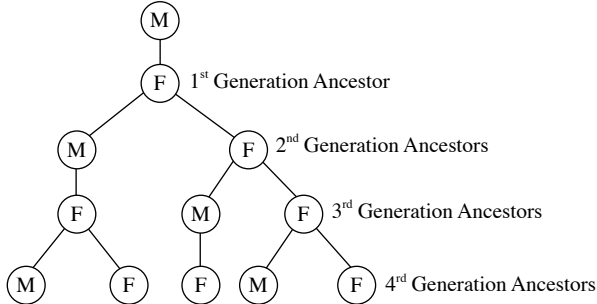 M
F 1st Generation Ancestor
M F 2nd Generation Ancestors
F M F 3rd Generation Ancestors
M F F M F 4rd Generation Ancestors